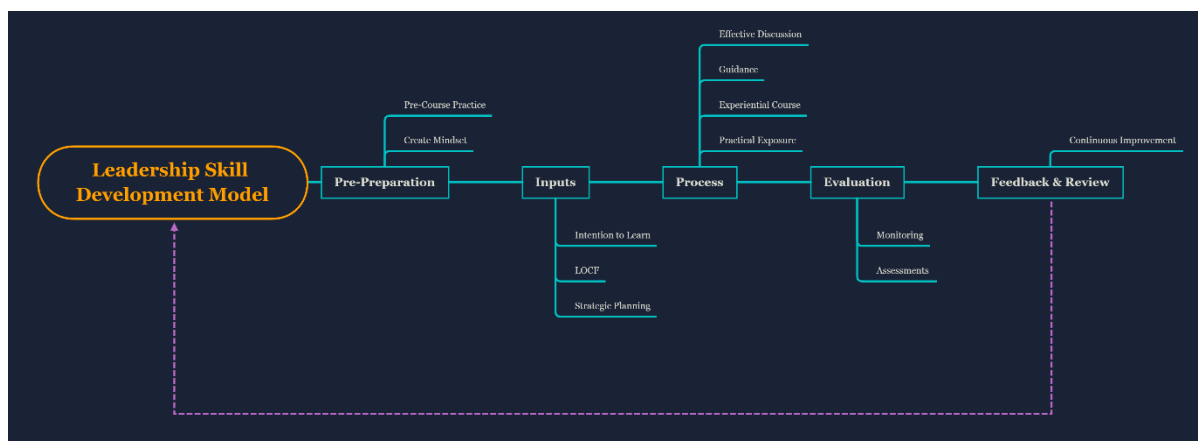 Effective Discussion
Guidance
Pre-Course Practice
Experiential Course
Create Mindset
Practical Exposure
Continuous Improvement
Leadership Skill
Development Model
Pre-Preparation
Inputs
Process
Evaluation
Feedback & Review
Intention to Learn
Monitoring
LOCF
Assessments
Strategic Planning